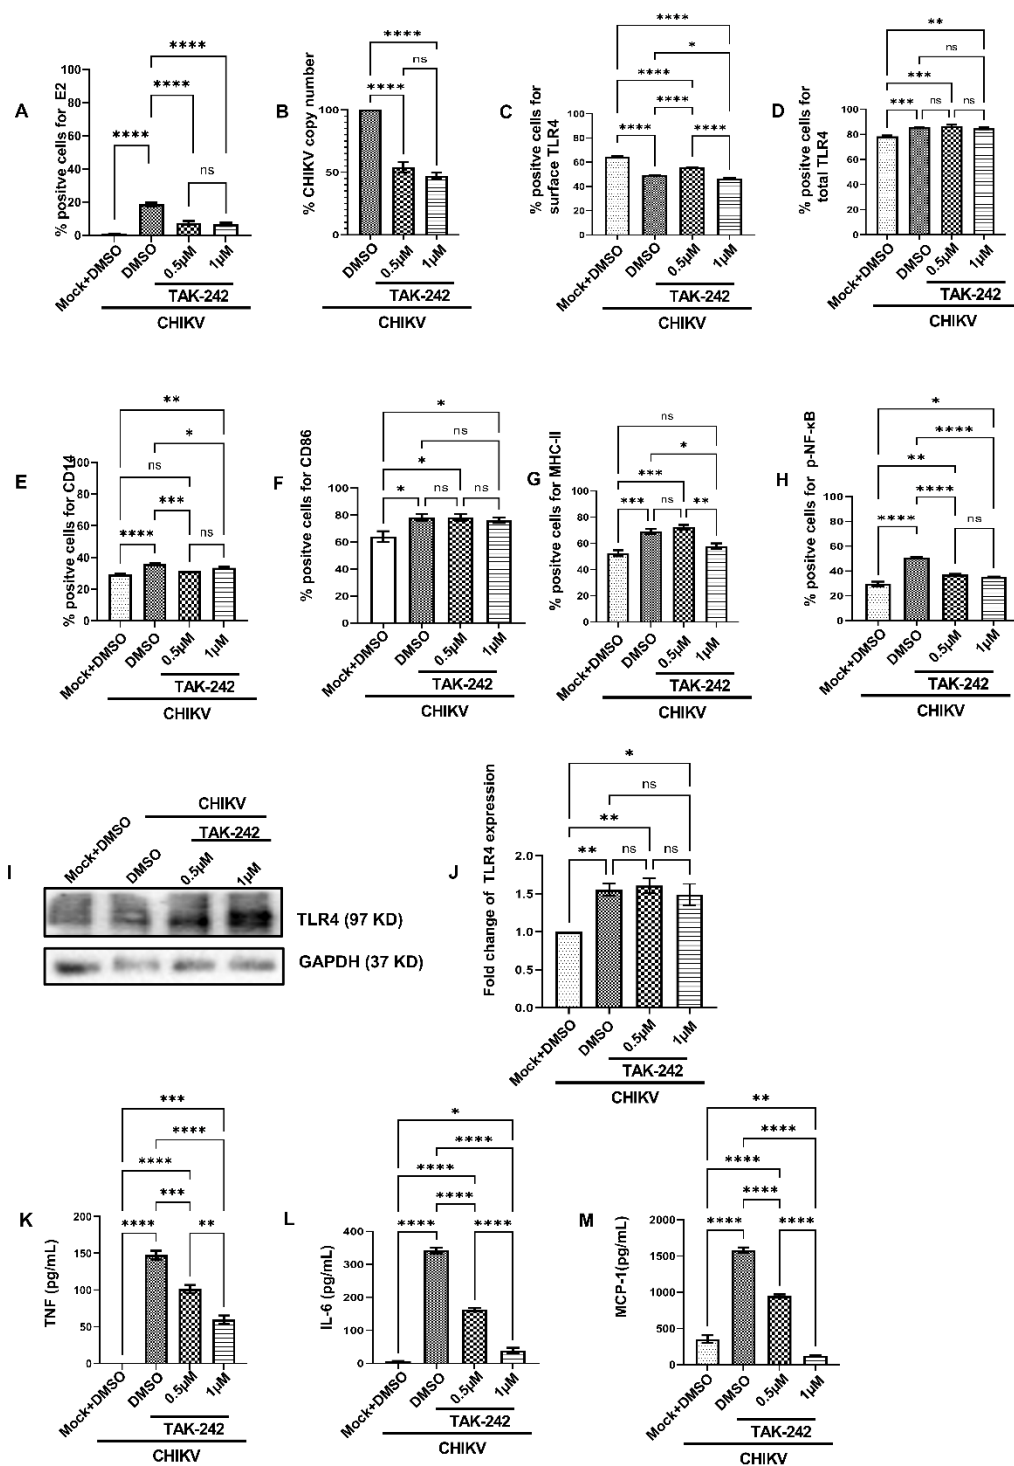 A
% positve cells for E2
100
80
60
40
20
0
****
****
****
ns
Mock+DMSO
DMSO
0.5µM
1µM
TAK-242
CHIKV
B
% CHIKV copy number
100
50
0
****
ns
****
DMSO
0.5µM
1µM
TAK-242
CHIKV
C
% positive cells for
surface TLR4
100
80
60
40
20
0
****
*
****
****
****
****
Mock+DMSO
DMSO
0.5µM
1µM
TAK-242
CHIKV
D
% positive cells for
total TLR4
100
80
60
40
20
0
**
ns
***
***
ns
ns
Mock+DMSO
DMSO
0.5µM
1µM
TAK-242
CHIKV
E
% positive cells for CD14
100
80
60
40
20
0
**
*
ns
***
****
ns
Mock+DMSO
DMSO
0.5µM
1µM
TAK-242
CHIKV
F
% positive cells for CD86
100
80
60
40
20
0
*
ns
*
*
ns
ns
Mock+DMSO
DMSO
0.5µM
1µM
TAK-242
CHIKV
G
% positve cells for MHC-II
100
80
60
40
20
0
ns
*
***
***
ns
**
Mock+DMSO
DMSO
0.5µM
1µM
TAK-242
CHIKV
H
% positive cells for p-NF-κB
100
80
60
40
20
0
*
****
**
****
****
ns
Mock+DMSO
DMSO
0.5µM
1µM
TAK-242
CHIKV
I
CHIKV
TAK-242
Mock+DMSO
DMSO
0.5µM
1µM
TLR4 (97 KD)
GAPDH (37 KD)
J
Fold change of TLR4 expression
2.0
1.5
1.0
0.5
0.0
*
ns
**
**
ns
ns
Mock+DMSO
DMSO
0.5µM
1µM
TAK-242
CHIKV
K
TNF (pg/mL)
200
150
100
50
0
***
****
****
***
****
**
Mock+DMSO
DMSO
0.5µM
1µM
TAK-242
CHIKV
L
IL-6 (pg/mL)
400
300
200
100
0
*
****
****
****
****
****
Mock+DMSO
DMSO
0.5µM
1µM
TAK-242
CHIKV
M
MCP-1(pg/mL)
2000
1500
1000
500
0
**
****
****
****
****
****
Mock+DMSO
DMSO
0.5µM
1µM
TAK-242
CHIKV